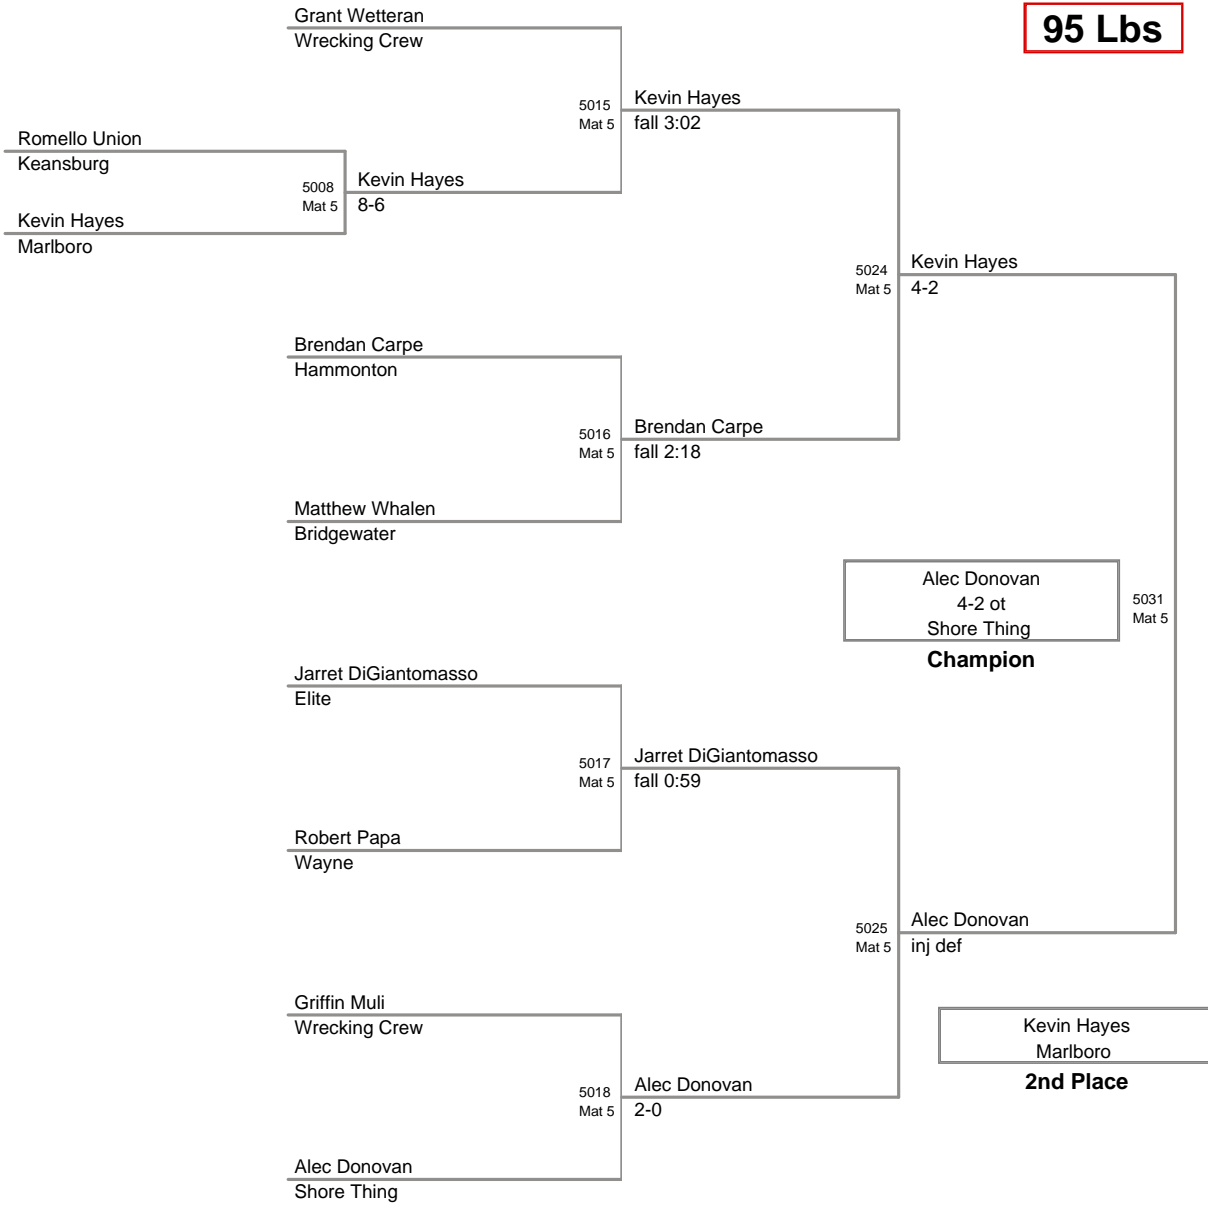 95 Lbs
Grant Wetteran
Wrecking Crew
5015
Mat 5
Kevin Hayes
fall 3:02
Romello Union
Keansburg
5008
Mat 5
Kevin Hayes
8-6
Kevin Hayes
Marlboro
5024
Mat 5
Kevin Hayes
4-2
Brendan Carpe
Hammonton
5016
Mat 5
Brendan Carpe
fall 2:18
Matthew Whalen
Bridgewater
Alec Donovan
4-2 ot
Shore Thing
Champion
5031
Mat 5
Jarret DiGiantomasso
Elite
5017
Mat 5
Jarret DiGiantomasso
fall 0:59
Robert Papa
Wayne
5025
Mat 5
Alec Donovan
inj def
Griffin Muli
Wrecking Crew
Kevin Hayes
Marlboro
2nd Place
5018
Mat 5
Alec Donovan
2-0
Alec Donovan
Shore Thing